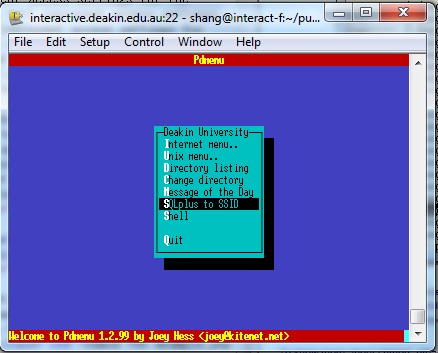 interactive.deakin.edu.au:22 - shang@interact-f:~/pu...
File Edit Setup Control Window Help
Pdmenu
Deakin University
Internet menu..
Unix menu..
Directory listing
Change directory
Message of the Day
SQLplus to SSID
Shell
Quit
Welcome to Pdmenu 1.2.99 by Joey Hess <joey@kitenet.net>